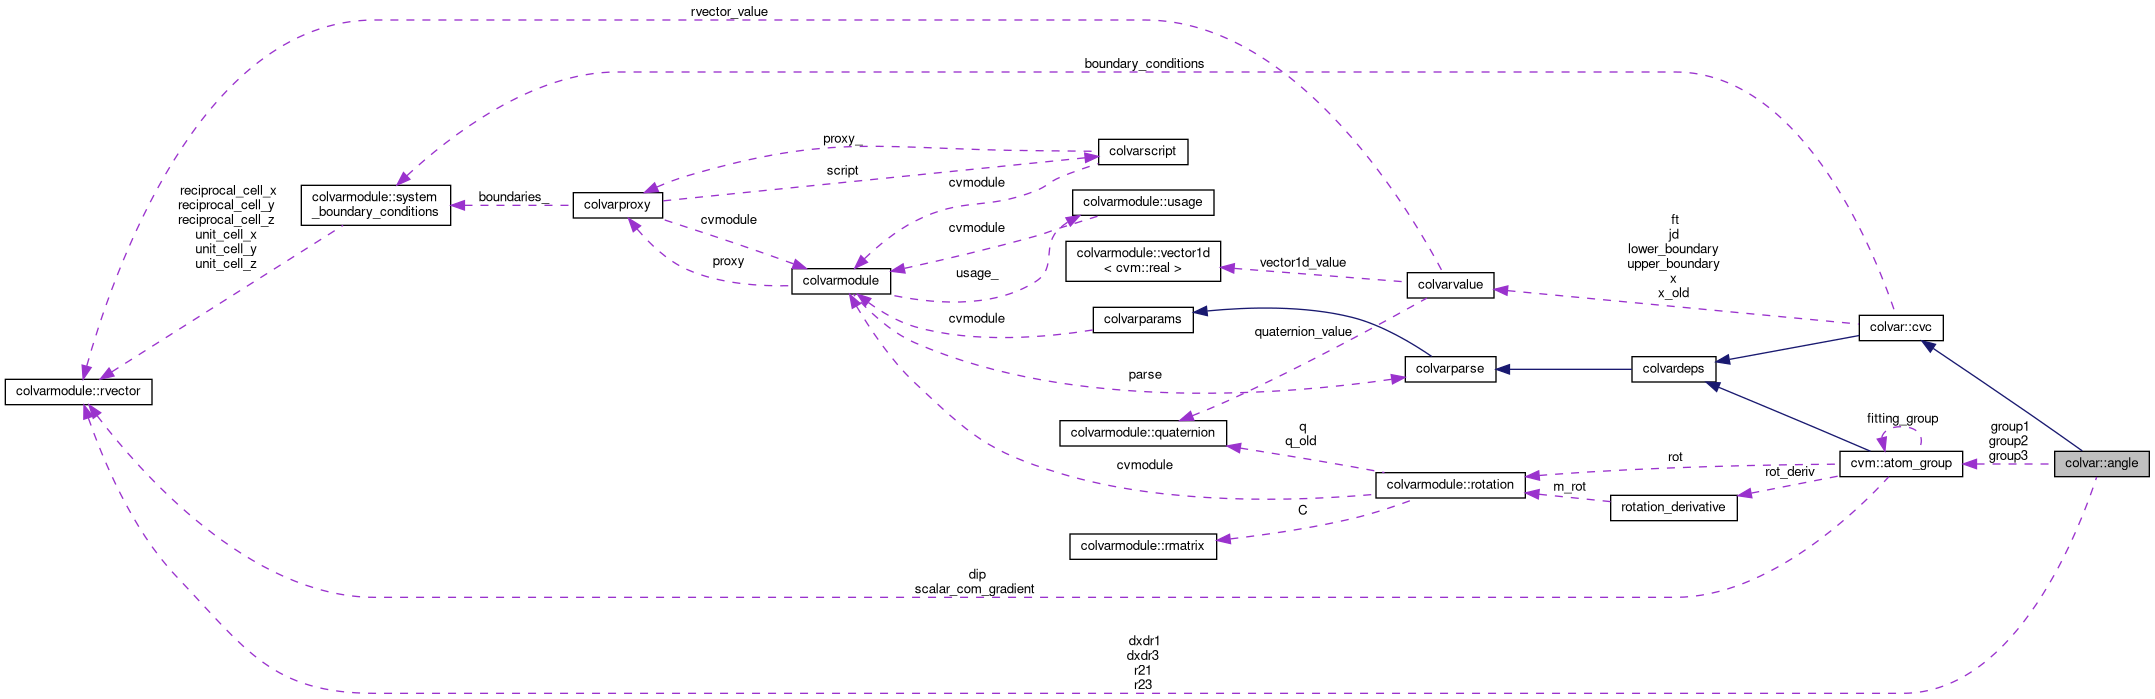 rvector_value
boundary_conditions
proxy_
colvarscript
script
cvmodule
reciprocal_cell_x
reciprocal_cell_y
reciprocal_cell_z
unit_cell_x
unit_cell_y
unit_cell_z
colvarmodule::system
_boundary_conditions
boundaries_
colvarproxy
cvmodule
proxy
colvarmodule::usage
cvmodule
usage_
colvarmodule
colvarmodule::vector1d
< cvm::real >
vector1d_value
colvarvalue
ft
jd
lower_boundary
upper_boundary
x
x_old
colvar::cvc
cvmodule
colvarparams
quaternion_value
colvarparse
colvardeps
parse
colvarmodule::rvector
colvarmodule::quaternion
q
q_old
fitting_group
group1
group2
group3
cvm::atom_group
colvar::angle
rot
rot_deriv
cvmodule
colvarmodule::rotation
m_rot
rotation_derivative
C
colvarmodule::rmatrix
dip
scalar_com_gradient
dxdr1
dxdr3
r21
r23